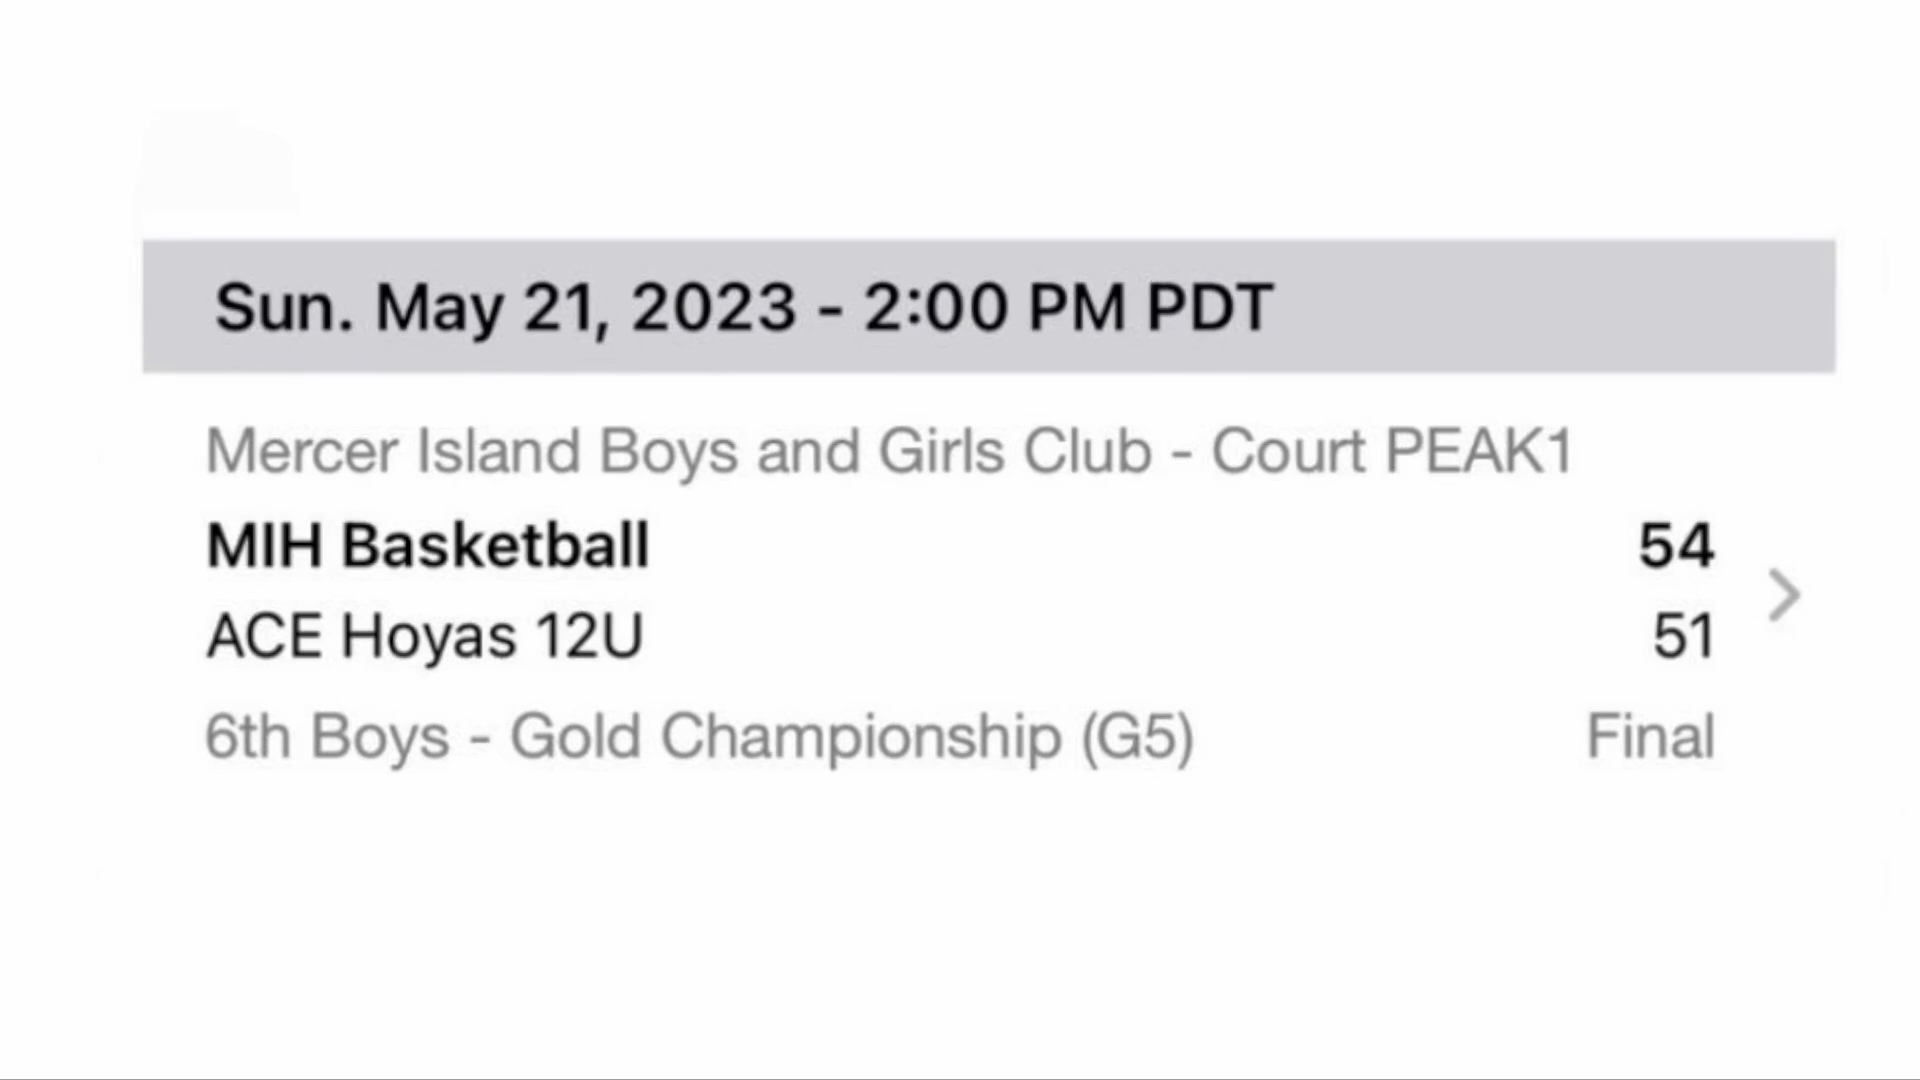 Sun. May 21, 2023 - 2:00 PM PDT
Mercer Island Boys and Girls Club - Court PEAK1
MIH Basketball 54
ACE Hoyas 12U 51
6th Boys - Gold Championship (G5) Final